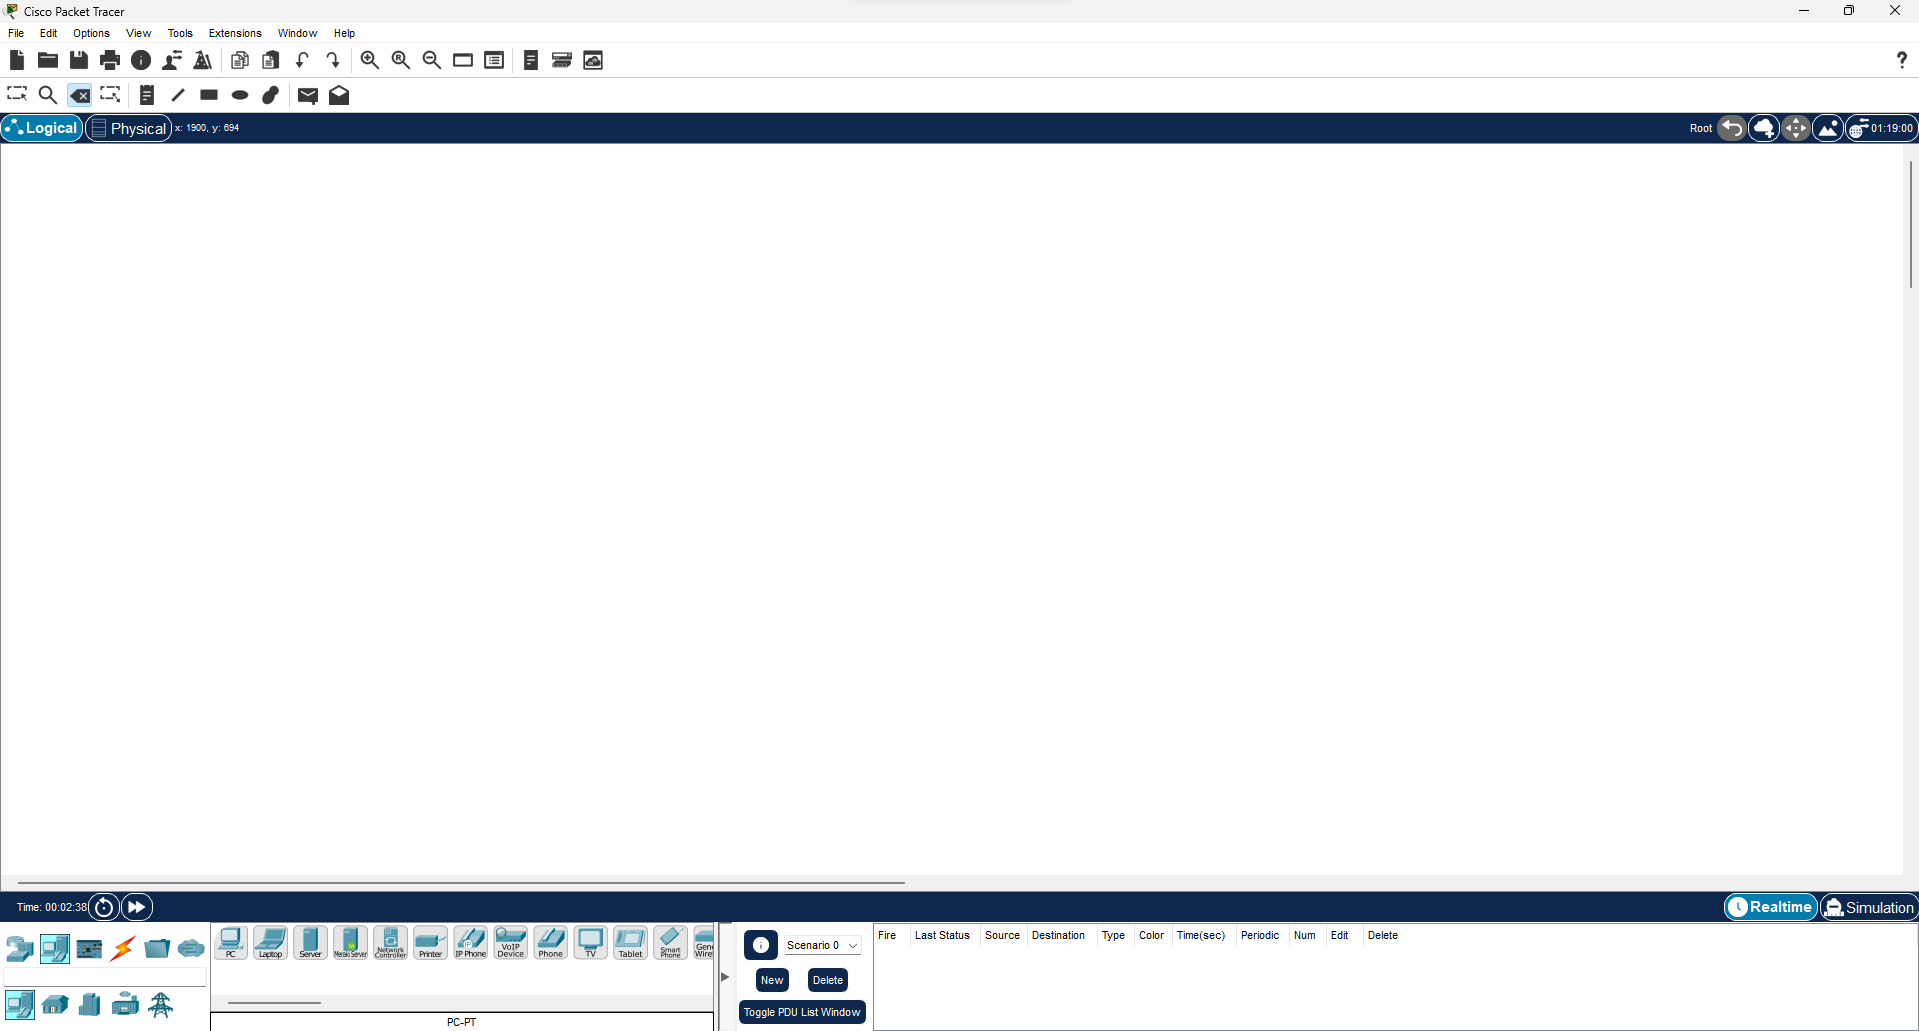 Cisco Packet Tracer
File Edit Options View Tools Extensions Window Help
Logical Physical x: 1900, y: 694 Root 01:19:00
Time: 00:02:38 Realtime Simulation
PC Laptop Server Meraki Server Network Controller Printer IP Phone VoIP Device Phone TV Tablet Smart Phone Gene Wire
PC-PT
Scenario 0
New Delete
Toggle PDU List Window
Fire Last Status Source Destination Type Color Time(sec) Periodic Num Edit Delete